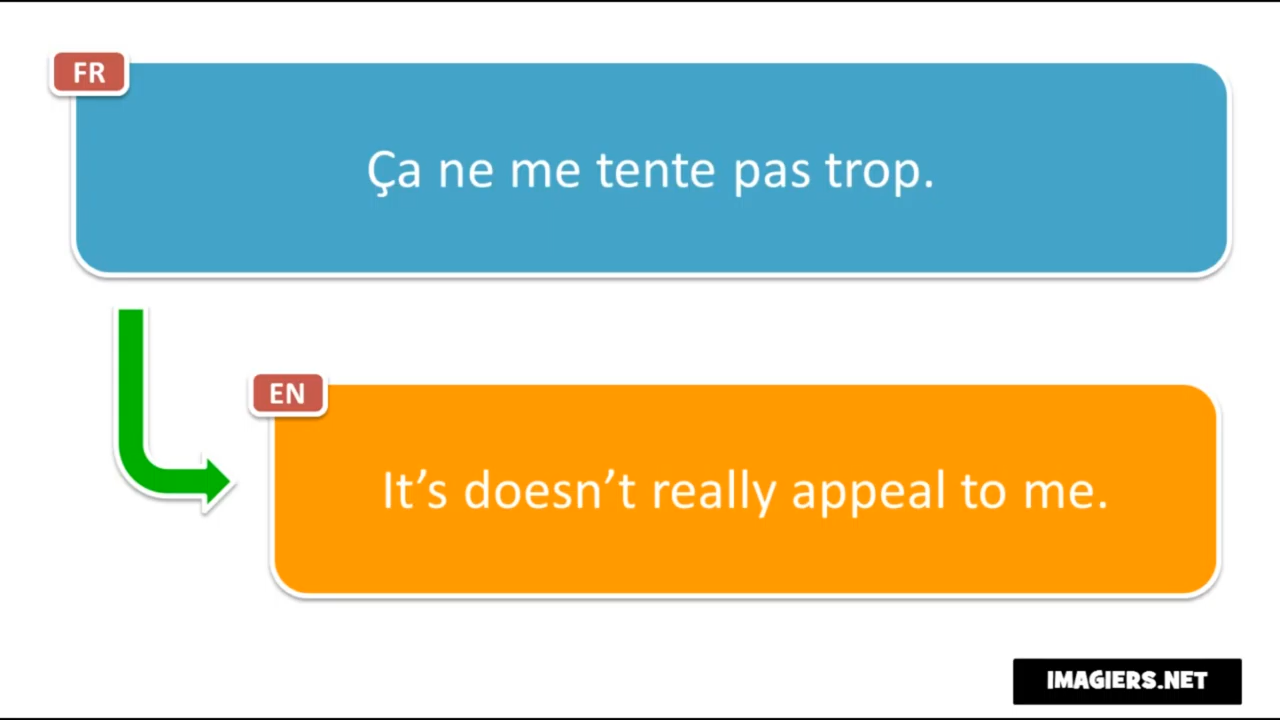 FR
Ça ne me tente pas trop.
EN
It’s doesn’t really appeal to me.
IMAGIERS.NET